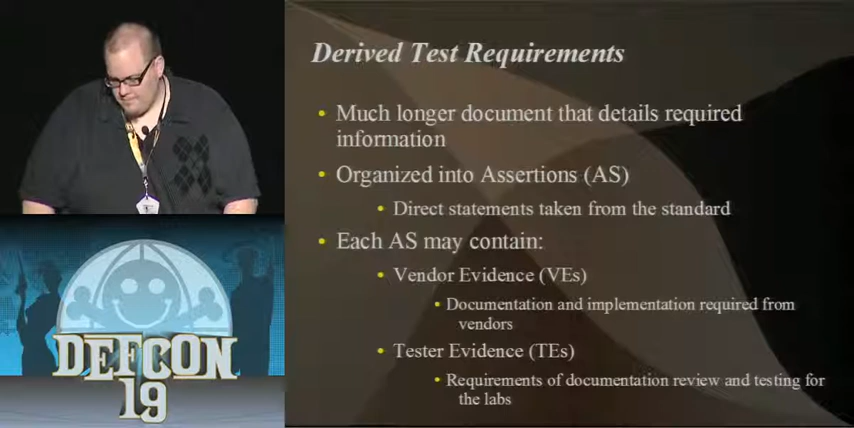 Derived Test Requirements
• Much longer document that details required
information
• Organized into Assertions (AS)
• Direct statements taken from the standard
• Each AS may contain:
• Vendor Evidence (VEs)
▪ Documentation and implementation required from
vendors
• Tester Evidence (TEs)
▪ Requirements of documentation review and testing for
the labs
DEFCON
19